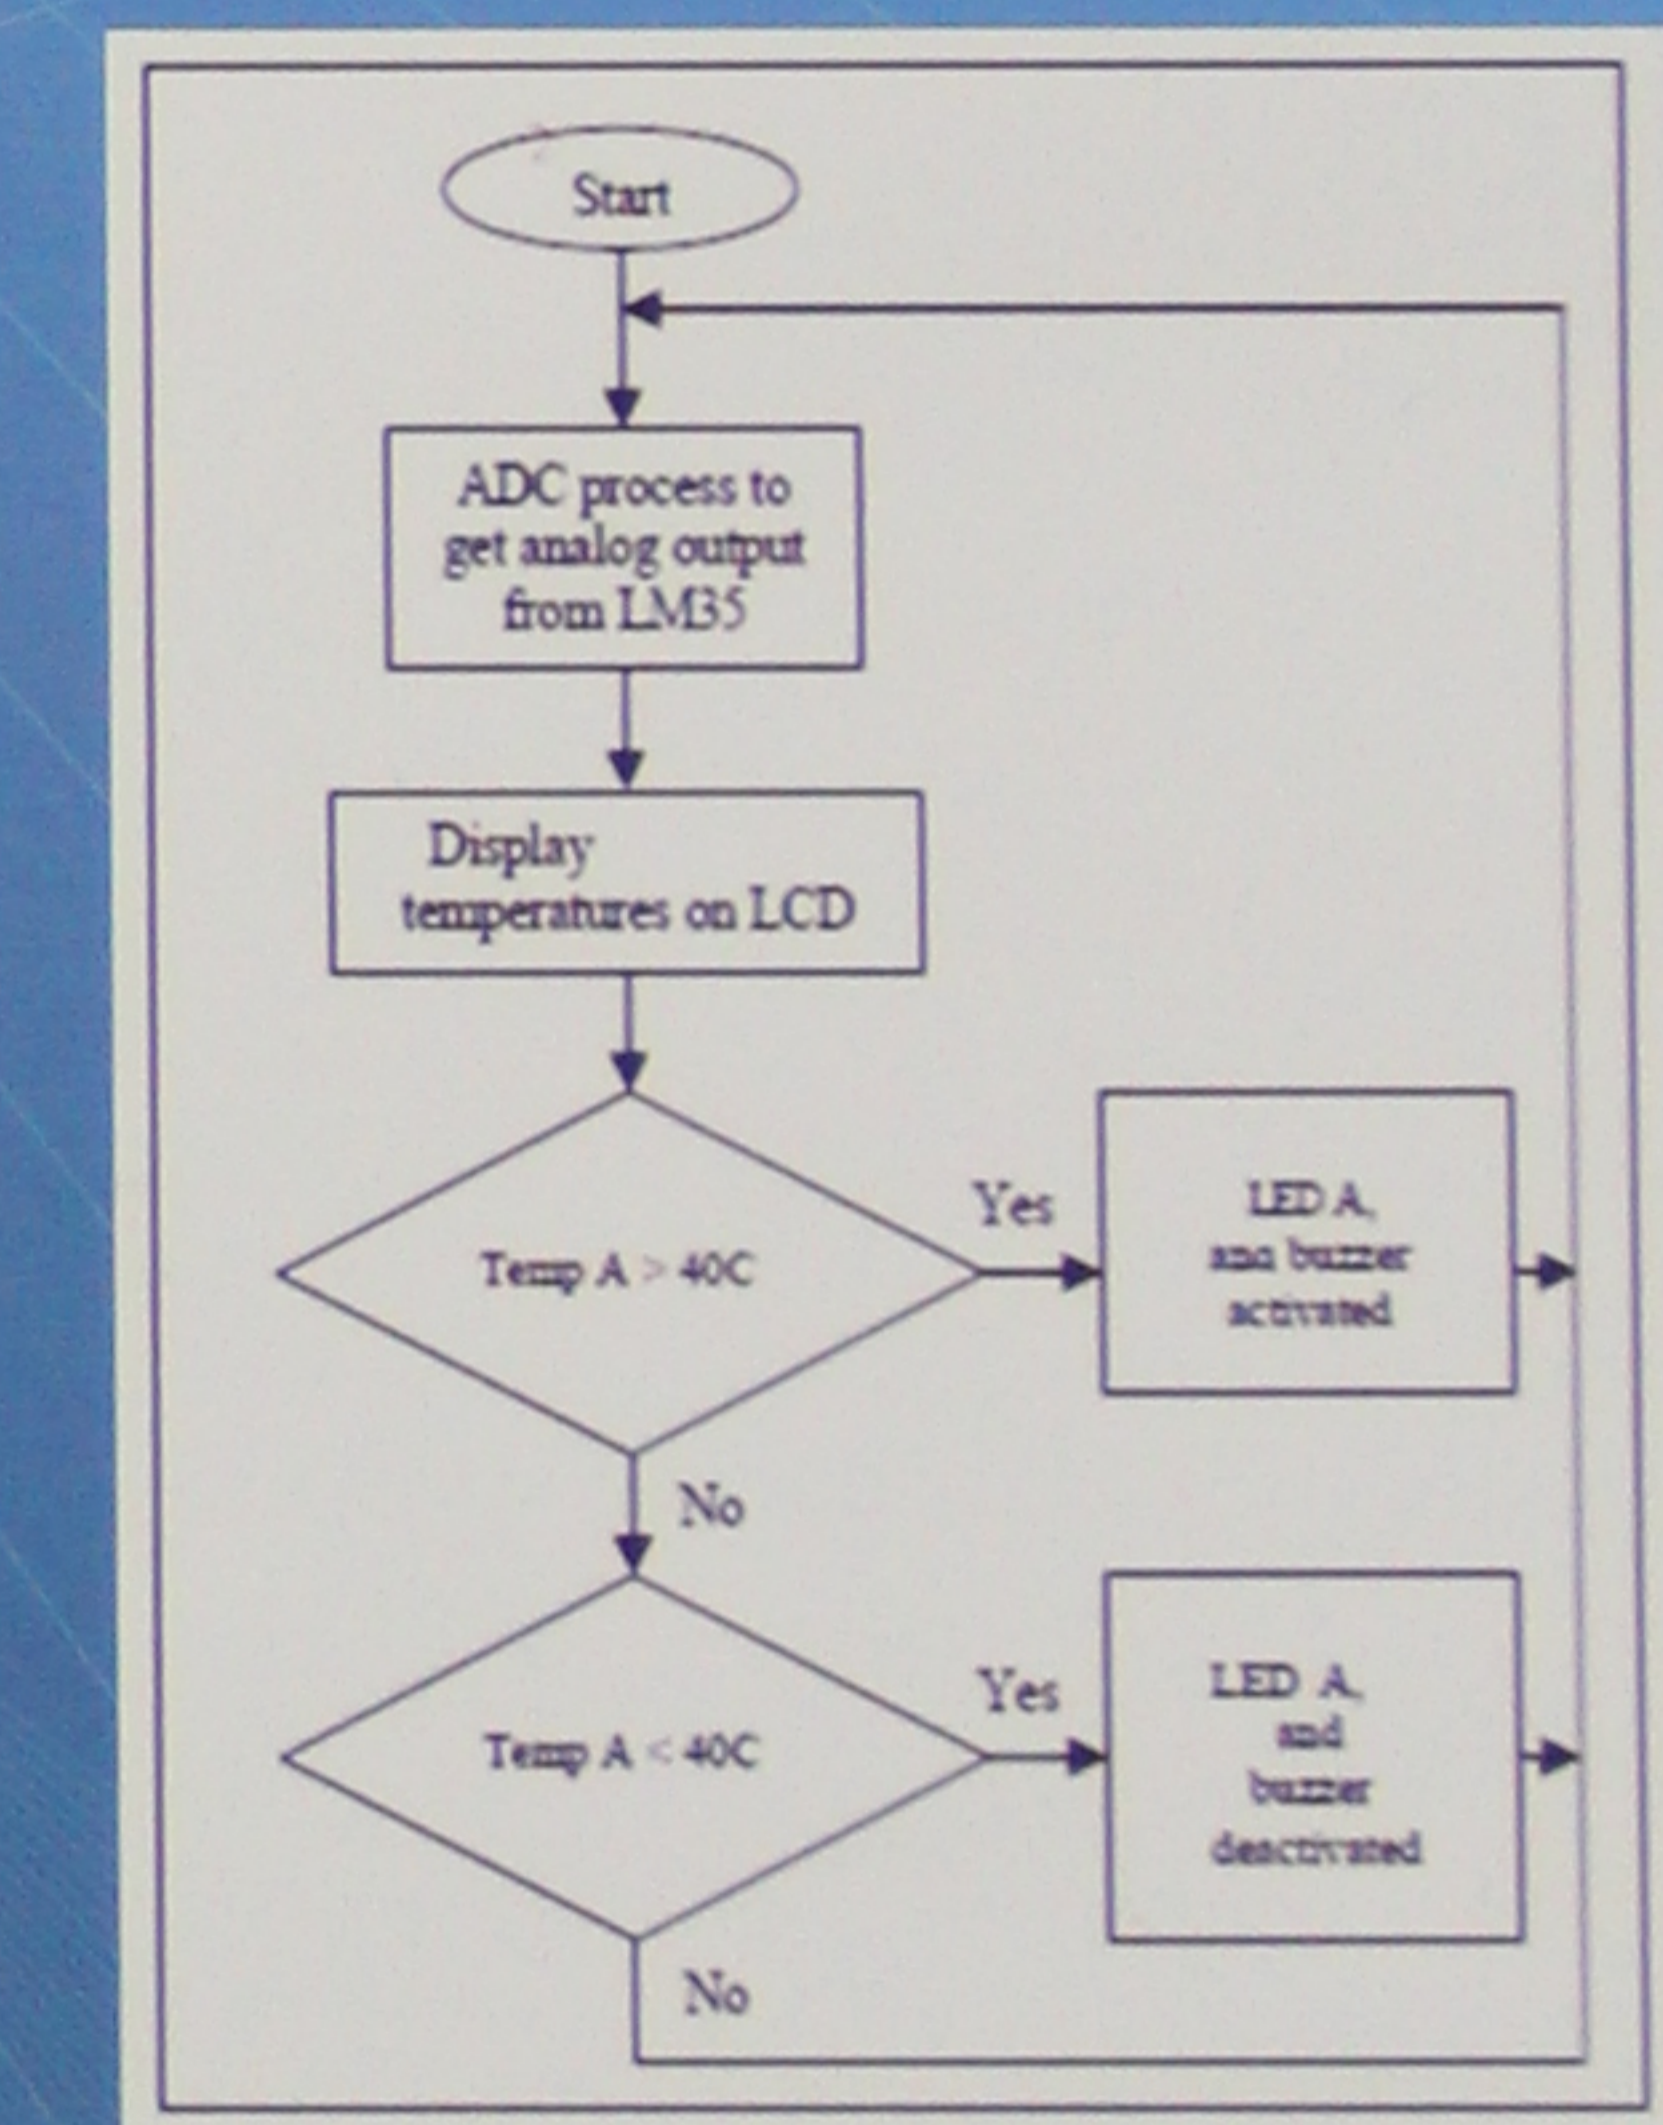 Start
ADC process to
get analog output
from LM35
Display
temperatures on LCD
Temp A > 40C
Yes
LED A,
and buzzer
activated
No
Temp A < 40C
Yes
LED A,
and
buzzer
deactivated
No